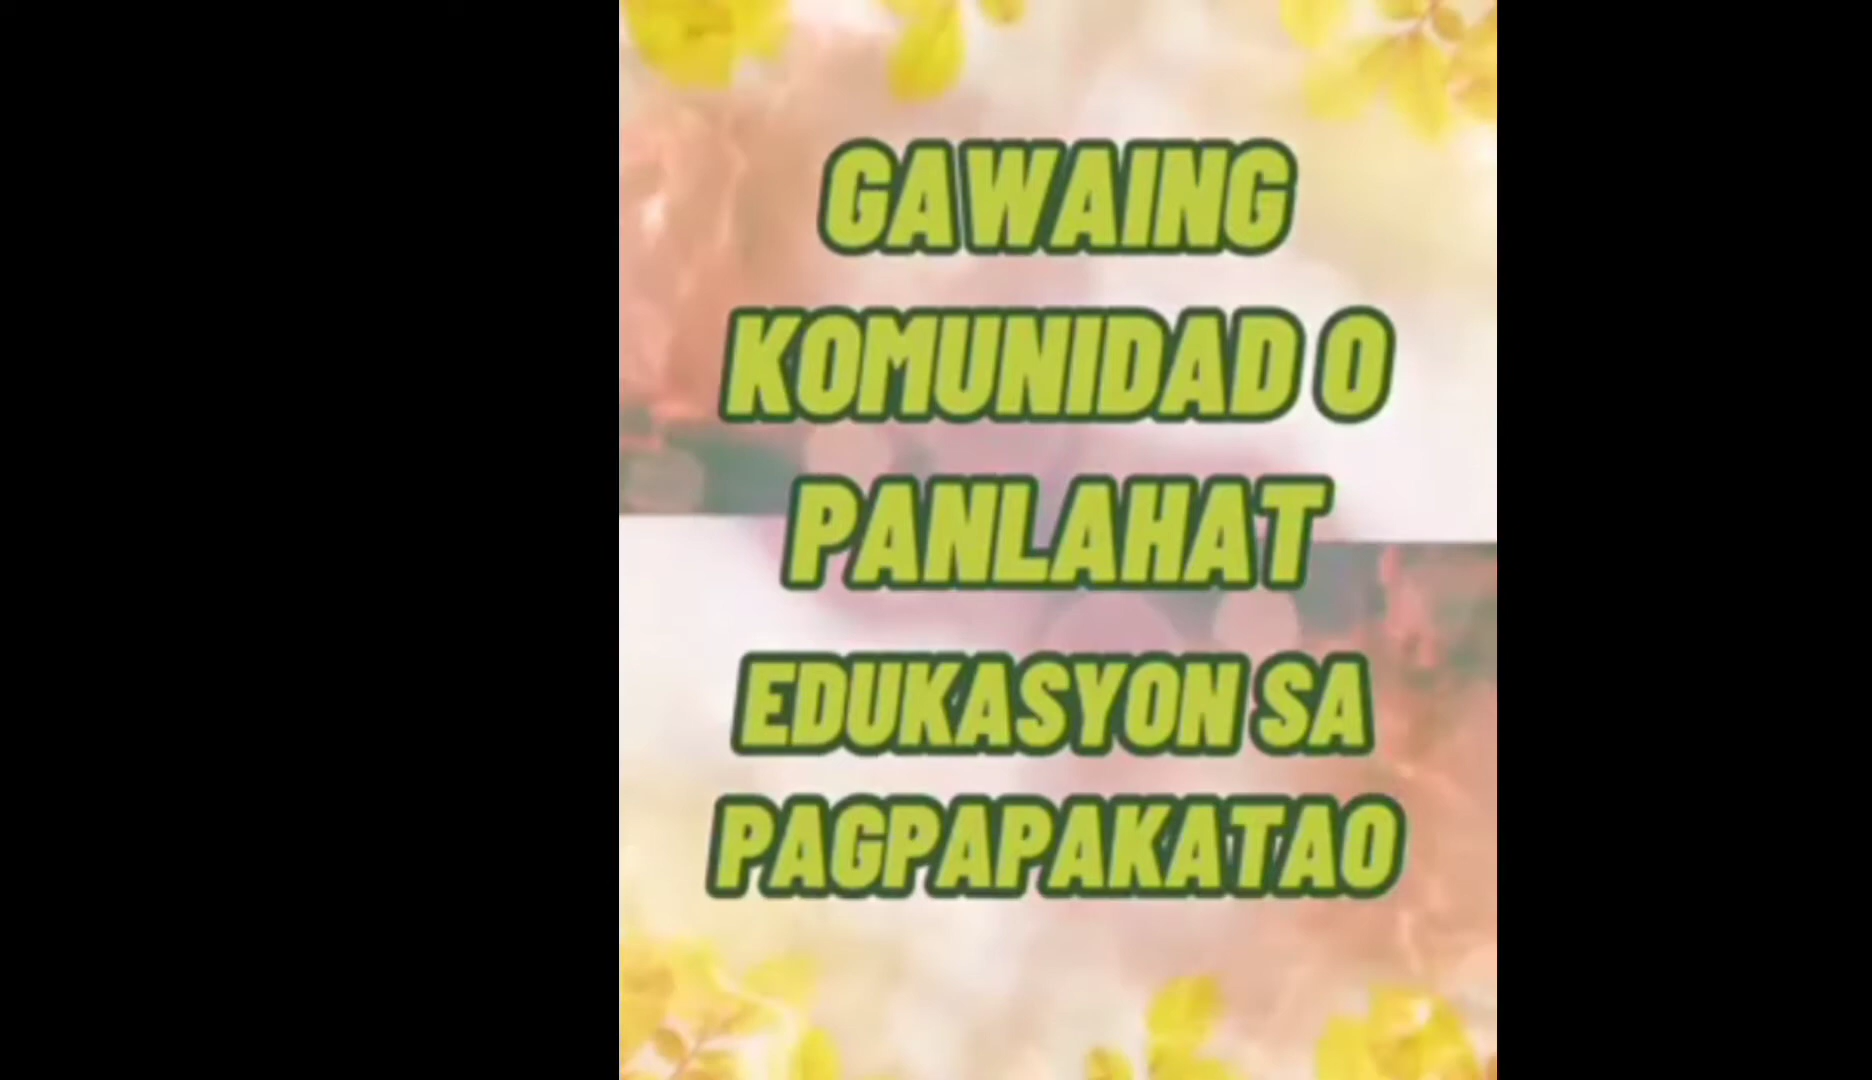 GAWAING
KOMUNIDAD O
PANLAHAT
EDUKASYON SA
PAGPAPAKATAO